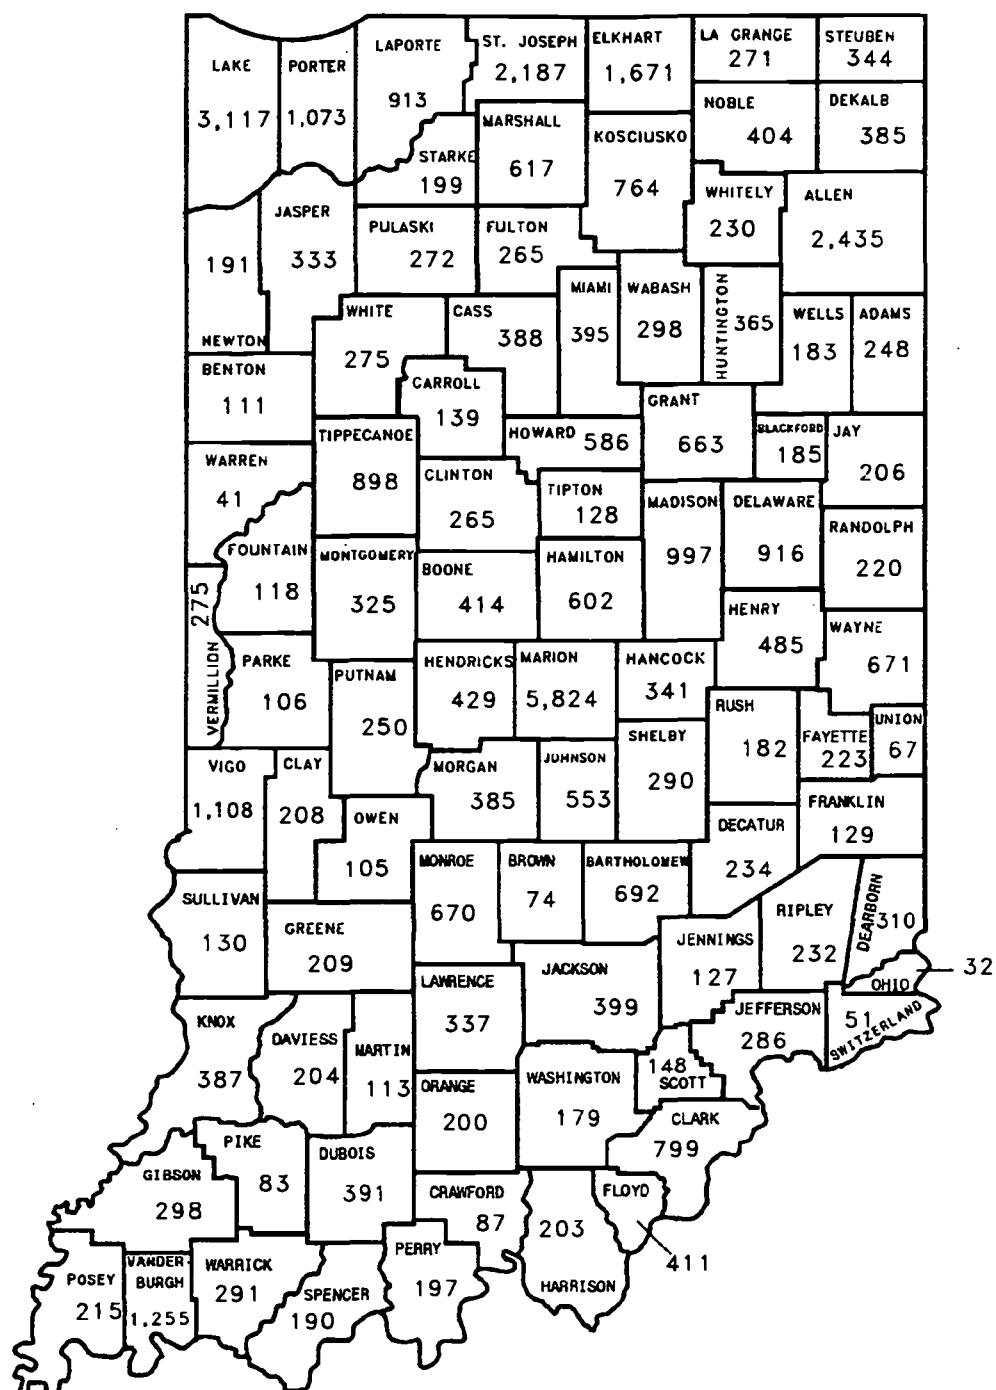 LAKE
3,117
PORTER
1,073
LAPORTE
913
ST. JOSEPH
2,187
ELKHART
1,671
LA GRANGE
271
STEUBEN
344
NOBLE
404
DEKALB
385
MARSHALL
617
KOSCIUSKO
764
STARKE
199
WHITELY
230
ALLEN
2,435
JASPER
333
191
NEWTON
PULASKI
272
FULTON
265
MIAMI
395
WABASH
298
HUNTINGTON
365
WELLS
183
ADAMS
248
WHITE
275
CASS
388
BENTON
111
CARROLL
139
GRANT
663
HOWARD
586
BLACKFORD
185
JAY
206
TIPPECANOE
898
WARREN
41
CLINTON
265
TIPTON
128
MADISON
997
DELAWARE
916
RANDOLPH
220
FOUNTAIN
118
MONTGOMERY
325
BOONE
414
HAMILTON
602
275
VERMILLION
HENRY
485
WAYNE
671
PARKE
106
PUTNAM
250
HENDRICKS
429
MARION
5,824
HANCOCK
341
RUSH
182
FAYETTE
223
UNION
67
SHELBY
290
VIGO
1,108
CLAY
208
MORGAN
385
JOHNSON
553
OWEN
105
FRANKLIN
129
DECATUR
234
MONROE
670
BROWN
74
BARTHOLOMEW
692
SULLIVAN
130
GREENE
209
JENNINGS
127
RIPLEY
232
DEARBORN
310
32
OHIO
LAWRENCE
337
JACKSON
399
JEFFERSON
286
51
SWITZERLAND
KNOX
387
DAVIESS
204
MARTIN
113
ORANGE
200
WASHINGTON
179
148
SCOTT
CLARK
799
PIKE
83
DUBOIS
391
GIBSON
298
CRAWFORD
87
203
HARRISON
FLOYD
411
PERRY
197
POSEY
215
VANDER-
BURGH
1,255
WARRICK
291
SPENCER
190